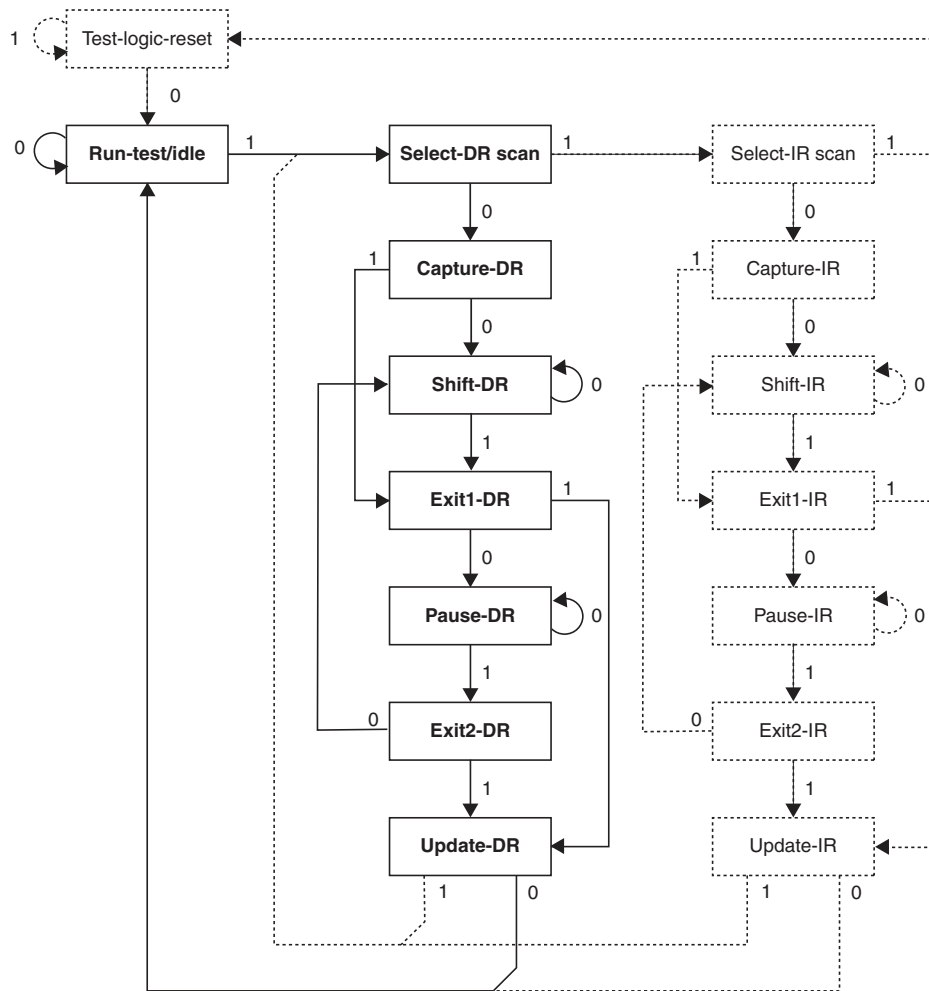 1
Test-logic-reset
0
0
Run-test/idle
1
Select-DR scan
1
Select-IR scan
1
0
0
1
Capture-DR
1
Capture-IR
0
0
Shift-DR
0
Shift-IR
0
1
1
Exit1-DR
1
Exit1-IR
1
0
0
Pause-DR
0
Pause-IR
0
1
1
0
Exit2-DR
0
Exit2-IR
1
1
Update-DR
Update-IR
1
0
1
0